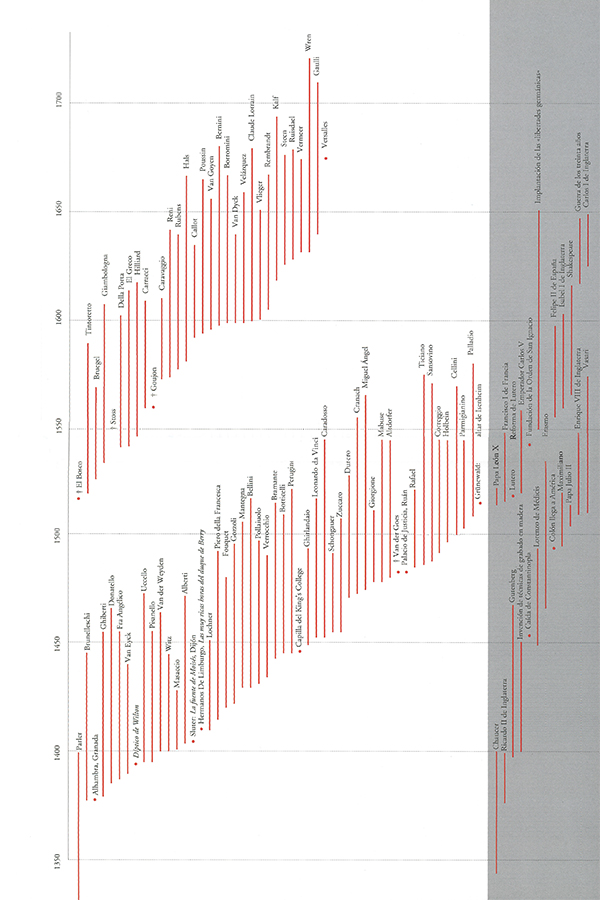 1350
1400
1450
1500
1550
1600
1650
1700
Parler
Brunelleschi
Alhambra, Granada
Ghiberti
Donatello
Fra Angélico
Van Eyck
Díptico de Wilton
Uccello
Pisanello
Van der Weyden
Witz
Masaccio
Alberti
Sluter: La fuente de Moisés, Dijón
Hermanos De Limburgo, Las muy ricas horas del duque de Berry
Lochner
Piero della Francesca
Fouquet
Gozzoli
Mantegna
Bellini
Pollaiuolo
Verrocchio
Bramante
Botticelli
Perugino
Capilla del King's College
Ghirlandaio
Leonardo da Vinci
Caradosso
Schongauer
Zuccaro
Durero
Cranach
Miguel Ángel
Giorgione
Mabuse
Altdorfer
† Van der Goes
Palacio de Justicia, Ruán
Rafael
Ticiano
Sansovino
Correggio
Holbein
Cellini
Parmigianino
Palladio
Grünewald: altar de Isenheim
† El Bosco
Tintoretto
Bruegel
Giambologna
† Stoss
Della Porta
El Greco
Hilliard
Carracci
† Goujon
Caravaggio
Reni
Rubens
Hals
Callot
Poussin
Van Goyen
Bernini
Borromini
Van Dyck
Velázquez
Claude Lorrain
Vlieger
Rembrandt
Kalf
Steen
Ruisdael
Vermeer
Wren
Gaulli
Versalles
Chaucer
Ricardo II de Inglaterra
Gutenberg
Invención de técnicas de grabado en madera
Caída de Constantinopla
Lorenzo de Médicis
Erasmo
Colón llega a América
Maximiliano
Papa Julio II
Enrique VIII de Inglaterra
Vasari
Papa León X
Francisco I de Francia
Lutero
Reforma de Lutero
Emperador Carlos V
Fundación de la Orden de San Ignacio
Implantación de las «libertades germánicas»
Felipe II de España
Isabel I de Inglaterra
Shakespeare
Guerra de los treinta años
Carlos I de Inglaterra